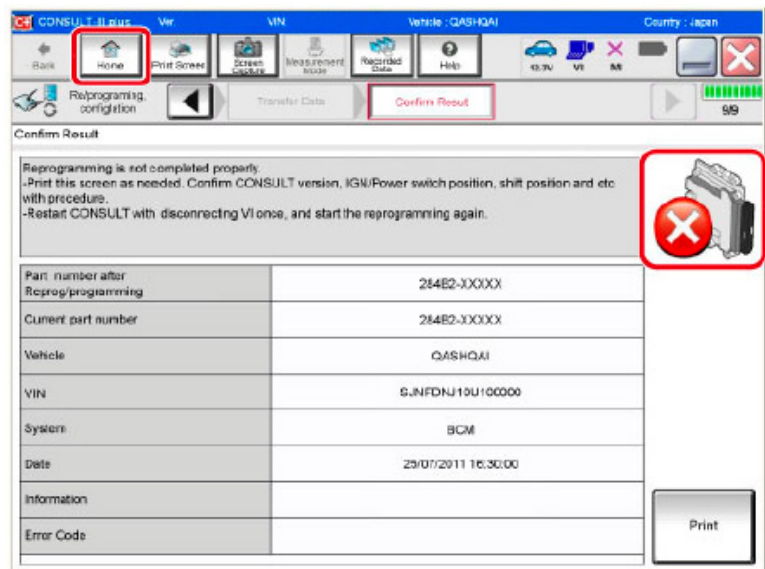 CONSULT-III plus Ver. VIN: Vehicle : QASHQAI Country : Japan
Back
Home
Print Screen
Screen Capture
Measurement Mode
Recorded Data
Help
12.7V
VI
MI
Re/programing, configlation
Transfer Data
Confirm Result
9/9
Confirm Result
Reprogramming is not completed properly.
-Print this screen as needed. Confirm CONSULT version, IGN/Power switch position, shift position and etc
with procedure.
-Restart CONSULT with disconnecting VI once, and start the reprogramming again.
Part number after
Reprog/programming
284B2-XXXXX
Current part number
284B2-XXXXX
Vehicle
QASHQAI
VIN
SJNFDNJ10U100000
System
BCM
Date
25/07/2011 16:30:00
Information
Error Code
Print